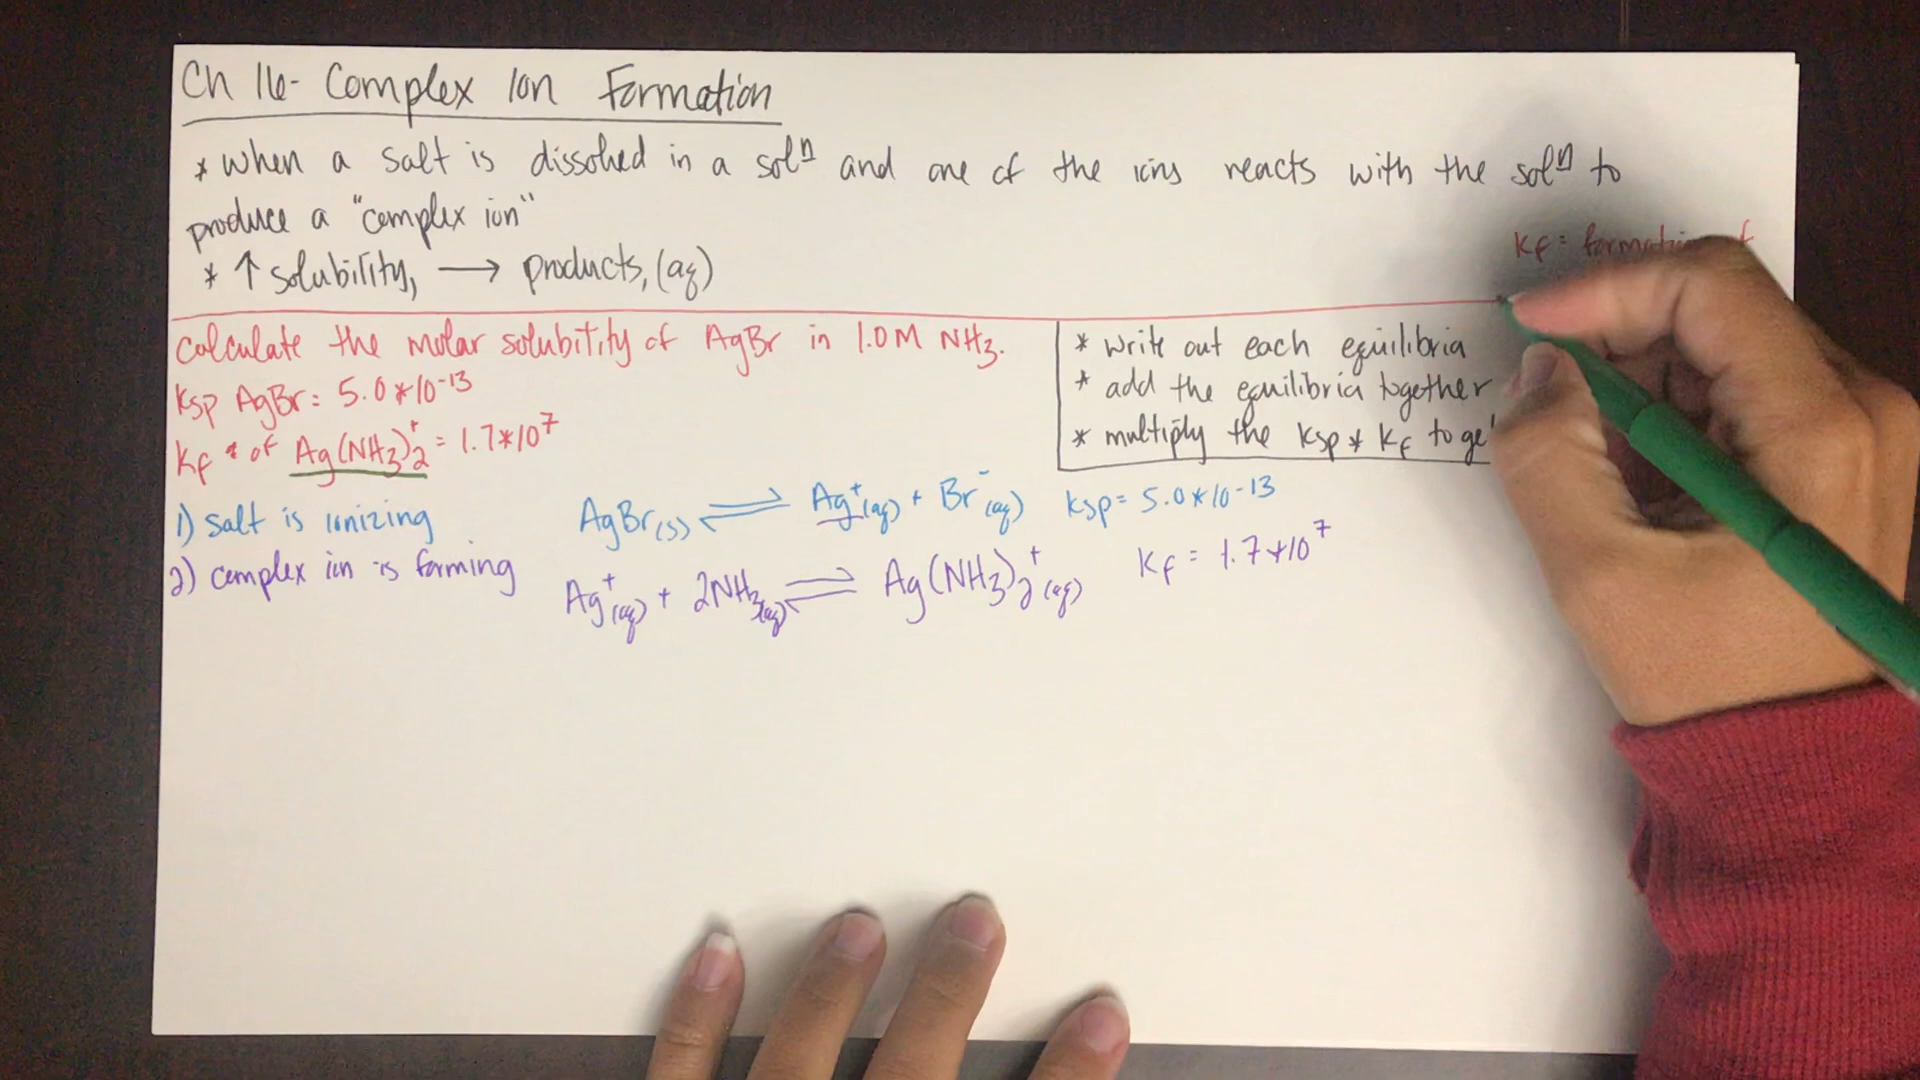 Ch 16- Complex Ion Formation
* When a salt is dissolved in a solⁿ and one of the ions reacts with the solⁿ to
produce a "complex ion"
* ↑ solubility, → products, (aq)
Kf = formation of
Calculate the molar solubility of AgBr in 1.0M NH₃.
Ksp AgBr: 5.0*10⁻¹³
Kf of Ag(NH₃)₂⁺ = 1.7*10⁷
* write out each equilibria
* add the equilibria together
* multiply the Ksp * Kf
1) salt is ionizing AgBr(s) ⇌ Ag⁺(aq) + Br⁻(aq) Ksp = 5.0*10⁻¹³
2) complex ion is forming Ag⁺(aq) + 2NH₃(aq) ⇌ Ag(NH₃)₂⁺(aq) Kf = 1.7*10⁷